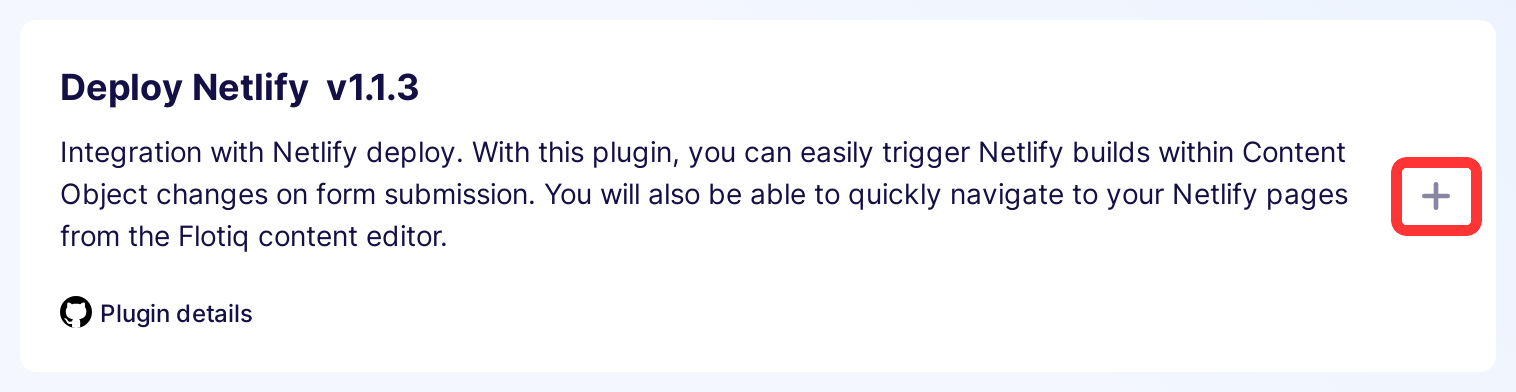 Deploy Netlify v1.1.3
Integration with Netlify deploy. With this plugin, you can easily trigger Netlify builds within Content
Object changes on form submission. You will also be able to quickly navigate to your Netlify pages
from the Flotiq content editor.
Plugin details